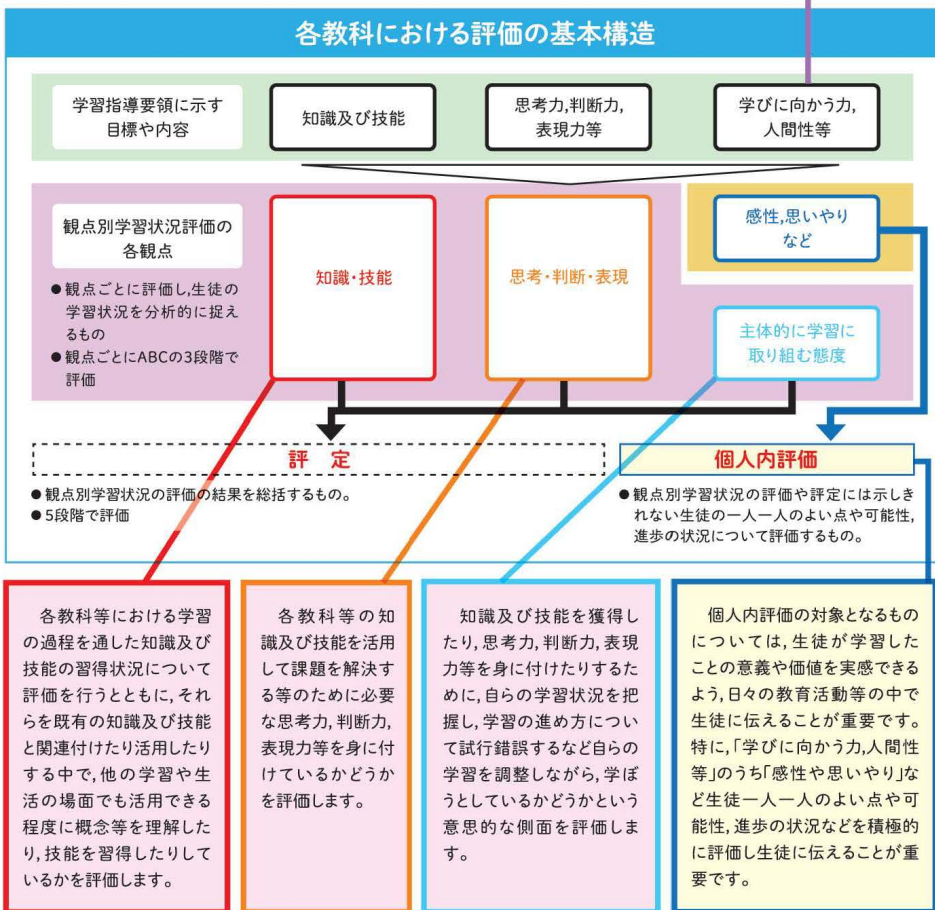 各教科における評価の基本構造
学習指導要領に示す
目標や内容
知識及び技能
思考力,判断力,
表現力等
学びに向かう力,
人間性等
観点別学習状況評価の
各観点
●観点ごとに評価し,生徒の
学習状況を分析的に捉え
るもの
●観点ごとにABCの3段階で
評価
知識・技能
思考・判断・表現
感性,思いやり
など
主体的に学習に
取り組む態度
評 定
●観点別学習状況の評価の結果を総括するもの。
●5段階で評価
個人内評価
●観点別学習状況の評価や評定には示しき
れない生徒の一人一人のよい点や可能性,
進歩の状況について評価するもの。
各教科等における学習
の過程を通した知識及び
技能の習得状況について
評価を行うとともに,それ
らを既有の知識及び技能
と関連付けたり活用したり
する中で,他の学習や生
活の場面でも活用できる
程度に概念等を理解した
り,技能を習得したりして
いるかを評価します。
各教科等の知
識及び技能を活用
して課題を解決す
る等のために必要
な思考力,判断力,
表現力等を身に付
けているかどうか
を評価します。
知識及び技能を獲得し
たり,思考力,判断力,表現
力等を身に付けたりするた
めに,自らの学習状況を把
握し,学習の進め方につい
て試行錯誤するなど自らの
学習を調整しながら,学ぼ
うとしているかどうかという
意思的な側面を評価しま
す。
個人内評価の対象となるもの
については,生徒が学習した
ことの意義や価値を実感できる
よう,日々の教育活動等の中で
生徒に伝えることが重要です。
特に,「学びに向かう力,人間性
等」のうち「感性や思いやり」な
ど生徒一人一人のよい点や可
能性,進歩の状況などを積極的
に評価し生徒に伝えることが重
要です。